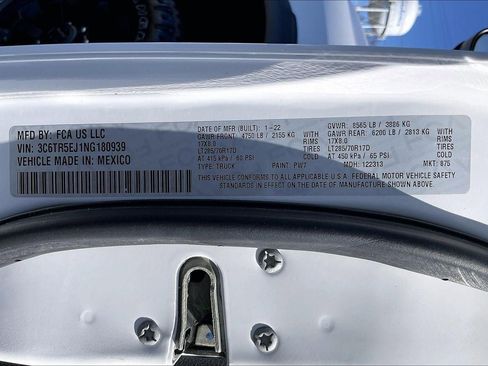 MFD BY: FCA US LLC
VIN: 3C6TR5EJ1NG180939
VEHICLE MADE IN: MEXICO
DATE OF MFR (BUILT): 1-22
GAWR FRONT: 4750 LB / 2155 KG
17X8.0 RIMS
LT285/70R17D TIRES
AT 415 kPa / 60 PSI
TYPE: TRUCK PAINT: PW7
GVWR: 8565 LB / 3886 KG
GAWR REAR: 6200 LB / 2813 KG
17X8.0 RIMS
LT285/70R17D TIRES
AT 450 kPa / 65 PSI
MDH: 122313 MKT: 875
THIS VEHICLE CONFORMS TO ALL APPLICABLE U.S.A. FEDERAL MOTOR VEHICLE SAFETY
STANDARDS IN EFFECT ON THE DATE OF MANUFACTURE SHOWN ABOVE.